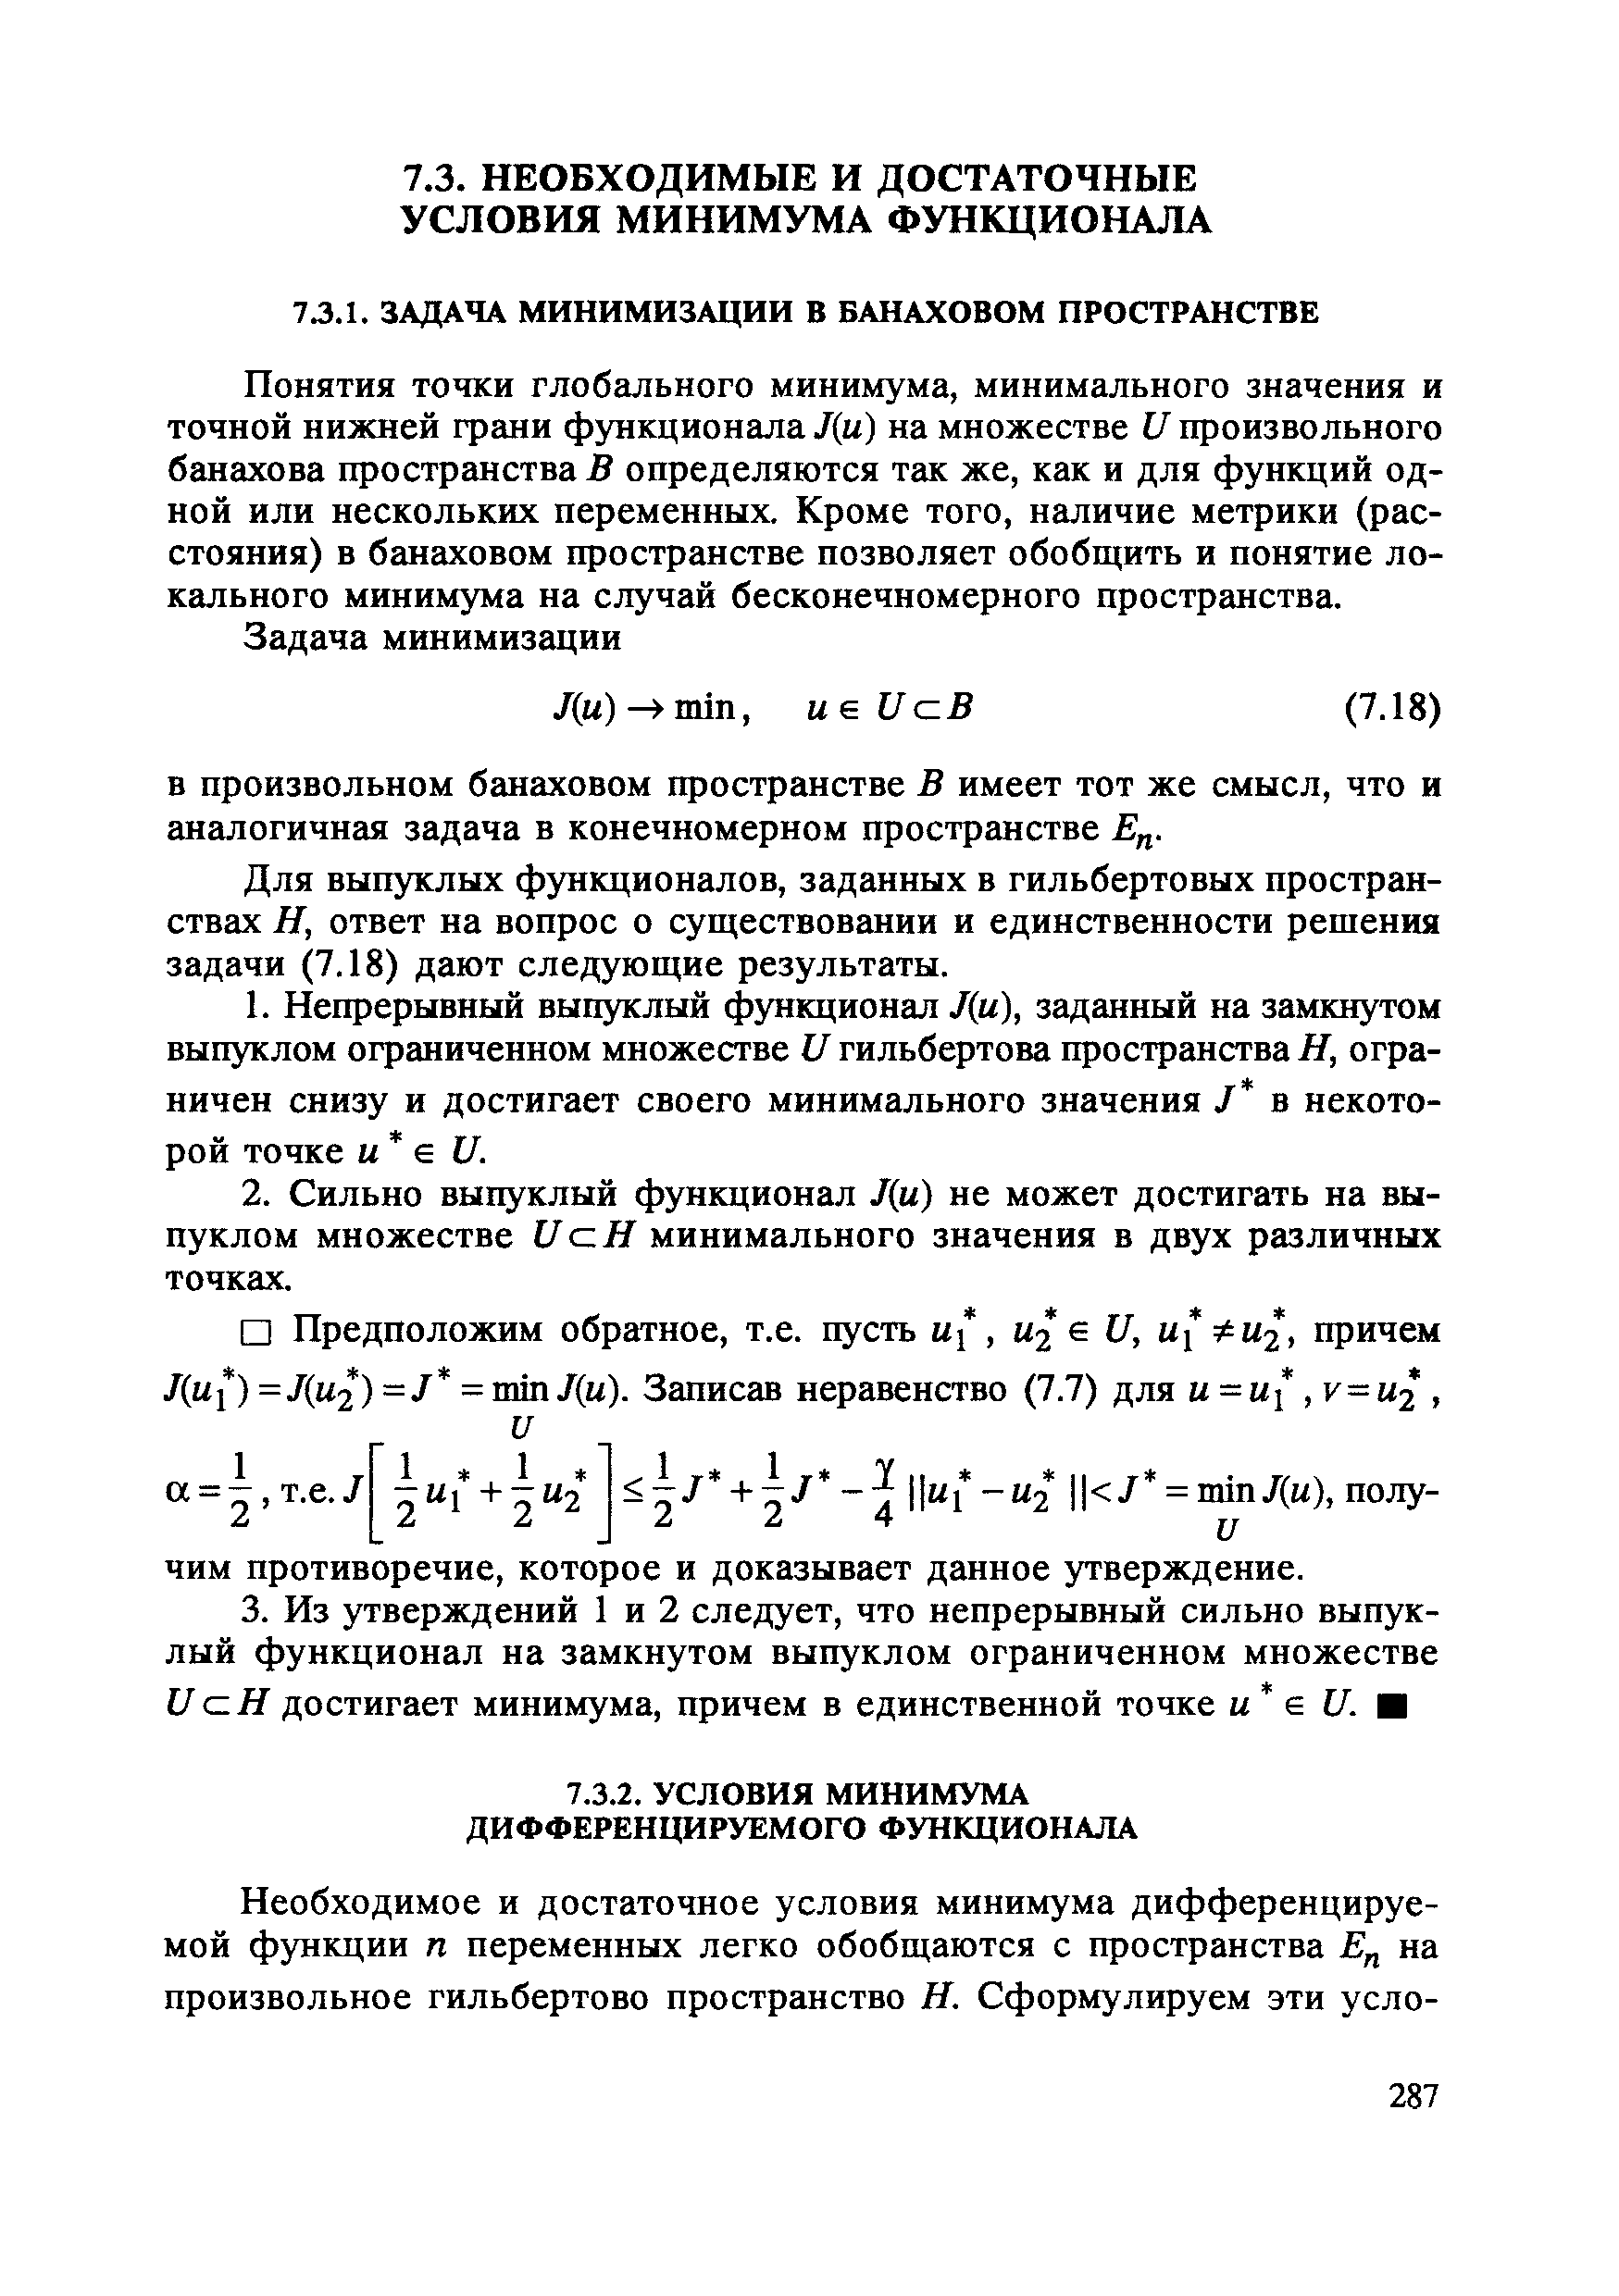 7.3. НЕОБХОДИМЫЕ И ДОСТАТОЧНЫЕ
УСЛОВИЯ МИНИМУМА ФУНКЦИОНАЛА
7.3.1. ЗАДАЧА МИНИМИЗАЦИИ В БАНАХОВОМ ПРОСТРАНСТВЕ
Понятия точки глобального минимума, минимального значения и
точной нижней грани функционала J(u) на множестве U произвольного
банахова пространства B определяются так же, как и для функций од-
ной или нескольких переменных. Кроме того, наличие метрики (рас-
стояния) в банаховом пространстве позволяет обобщить и понятие ло-
кального минимума на случай бесконечномерного пространства.
Задача минимизации
J(u) → min, u ∈ U ⊂ B (7.18)
в произвольном банаховом пространстве B имеет тот же смысл, что и
аналогичная задача в конечномерном пространстве Eₙ.
Для выпуклых функционалов, заданных в гильбертовых простран-
ствах H, ответ на вопрос о существовании и единственности решения
задачи (7.18) дают следующие результаты.
1. Непрерывный выпуклый функционал J(u), заданный на замкнутом
выпуклом ограниченном множестве U гильбертова пространства H, огра-
ничен снизу и достигает своего минимального значения J* в некото-
рой точке u* ∈ U.
2. Сильно выпуклый функционал J(u) не может достигать на вы-
пуклом множестве U ⊂ H минимального значения в двух различных
точках.
□ Предположим обратное, т.е. пусть u₁*, u₂* ∈ U, u₁* ≠ u₂*, причем
J(u₁*) = J(u₂*) = J* = min J(u). Записав неравенство (7.7) для u = u₁*, v = u₂*,
U
α = 1/2, т.е. J[1/2 u₁* + 1/2 u₂*] ≤ 1/2 J* + 1/2 J* − γ/4 ||u₁* − u₂*|| < J* = min J(u), полу-
U
чим противоречие, которое и доказывает данное утверждение.
3. Из утверждений 1 и 2 следует, что непрерывный сильно выпук-
лый функционал на замкнутом выпуклом ограниченном множестве
U ⊂ H достигает минимума, причем в единственной точке u* ∈ U. ■
7.3.2. УСЛОВИЯ МИНИМУМА
ДИФФЕРЕНЦИРУЕМОГО ФУНКЦИОНАЛА
Необходимое и достаточное условия минимума дифференцируе-
мой функции n переменных легко обобщаются с пространства Eₙ на
произвольное гильбертово пространство H. Сформулируем эти усло-
287